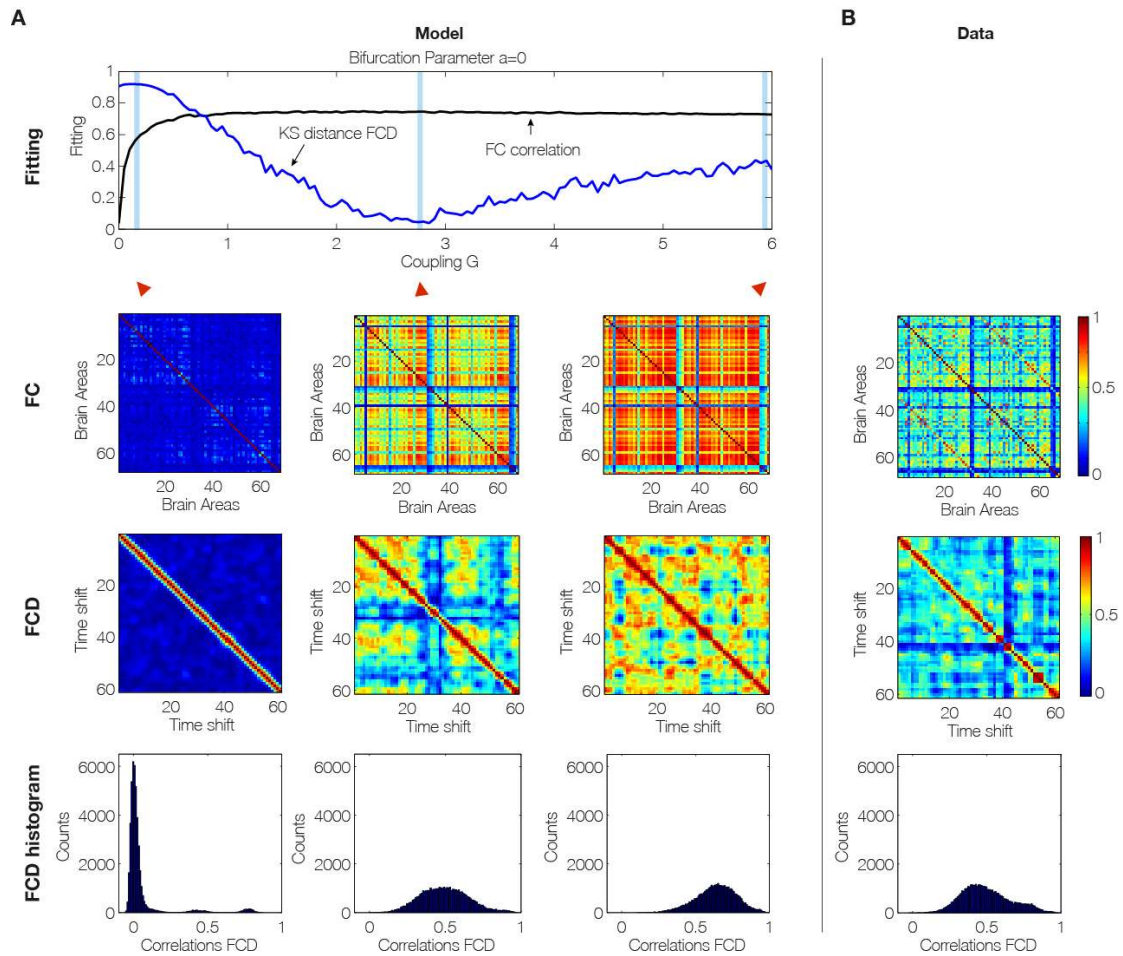 A
B
Model
Data
Bifurcation Parameter a=0
Fitting
Fitting
1
0.8
0.6
0.4
0.2
0
KS distance FCD
FC correlation
0 1 2 3 4 5 6
Coupling G
FC
Brain Areas
20
40
60
20 40 60
Brain Areas
Brain Areas
20
40
60
20 40 60
Brain Areas
Brain Areas
20
40
60
20 40 60
Brain Areas
Brain Areas
20
40
60
20 40 60
Brain Areas
1
0.5
0
FCD
Time shift
20
40
60
20 40 60
Time shift
Time shift
20
40
60
20 40 60
Time shift
Time shift
20
40
60
20 40 60
Time shift
Time shift
20
40
60
20 40 60
Time shift
1
0.5
0
FCD histogram
Counts
6000
4000
2000
0
0 0.5 1
Correlations FCD
Counts
6000
4000
2000
0
0 0.5 1
Correlations FCD
Counts
6000
4000
2000
0
0 0.5 1
Correlations FCD
Counts
6000
4000
2000
0
0 0.5 1
Correlations FCD